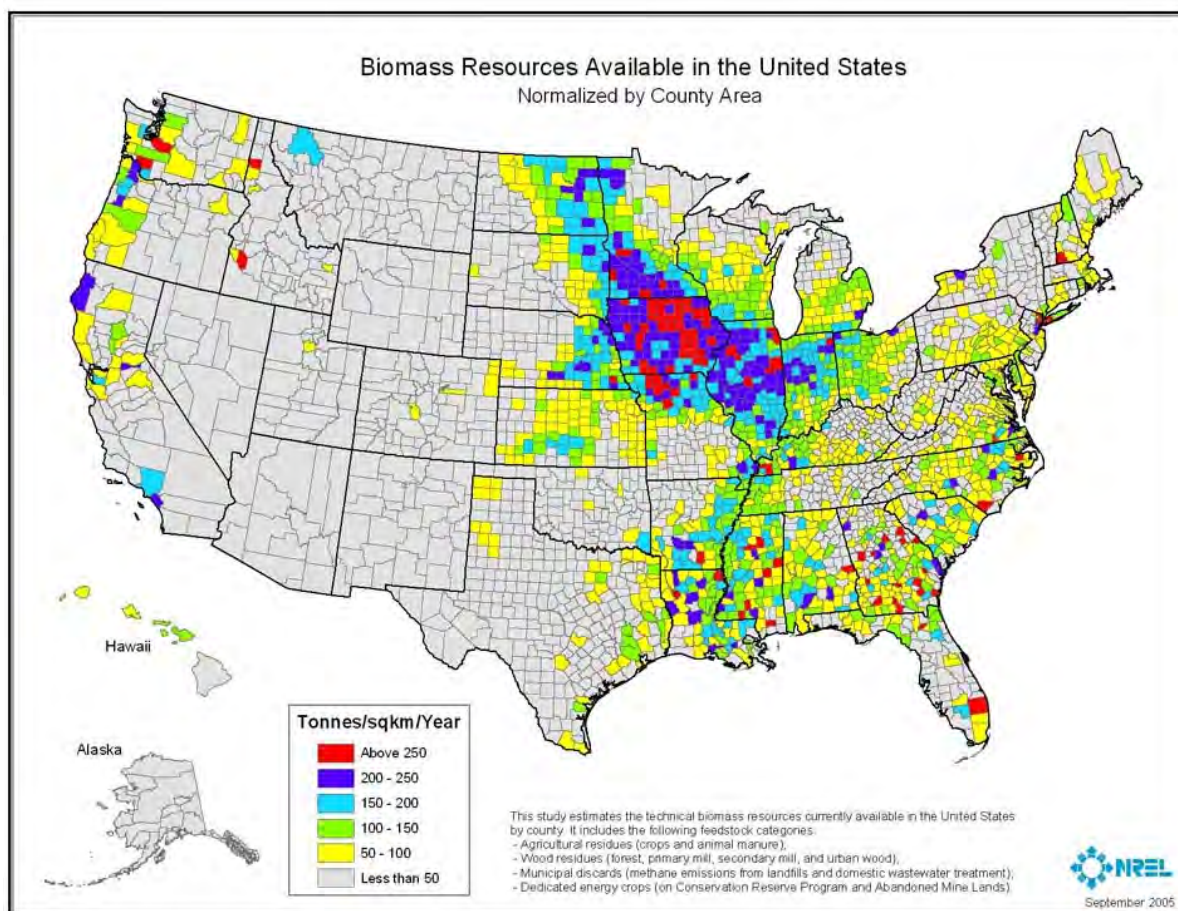 Biomass Resources Available in the United States
Normalized by County Area
Hawaii
Alaska
Tonnes/sqkm/Year
Above 250
200 - 250
150 - 200
100 - 150
50 - 100
Less than 50
This study estimates the technical biomass resources currently available in the United States
by county. It includes the following feedstock categories:
- Agricultural residues (crops and animal manure);
- Wood residues (forest, primary mill, secondary mill, and urban wood);
- Municipal discards (methane emissions from landfills and domestic wastewater treatment);
- Dedicated energy crops (on Conservation Reserve Program and Abandoned Mine Lands).
NREL
September 2005